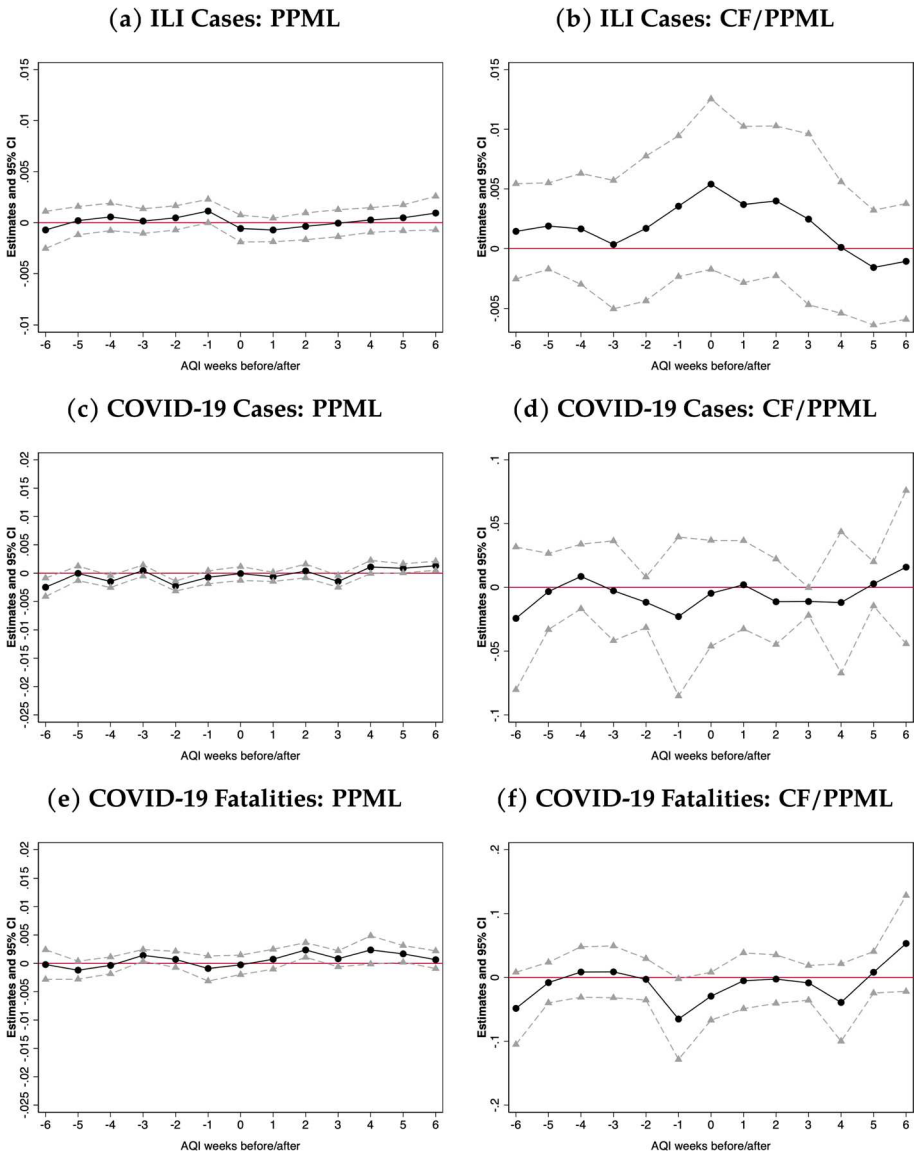 (a) ILI Cases: PPML
Estimates and 95% CI
.015
.01
.005
0
-.005
-.01
-6 -5 -4 -3 -2 -1 0 1 2 3 4 5 6
AQI weeks before/after
(b) ILI Cases: CF/PPML
Estimates and 95% CI
.015
.01
.005
0
-.005
-6 -5 -4 -3 -2 -1 0 1 2 3 4 5 6
AQI weeks before/after
(c) COVID-19 Cases: PPML
Estimates and 95% CI
.02
.015
.01
.005
0
-.005
-.01
-.015
-.02
-.025
-6 -5 -4 -3 -2 -1 0 1 2 3 4 5 6
AQI weeks before/after
(d) COVID-19 Cases: CF/PPML
Estimates and 95% CI
.1
.05
0
-.05
-.1
-6 -5 -4 -3 -2 -1 0 1 2 3 4 5 6
AQI weeks before/after
(e) COVID-19 Fatalities: PPML
Estimates and 95% CI
.02
.015
.01
.005
0
-.005
-.01
-.015
-.02
-.025
-6 -5 -4 -3 -2 -1 0 1 2 3 4 5 6
AQI weeks before/after
(f) COVID-19 Fatalities: CF/PPML
Estimates and 95% CI
.2
.1
0
-.1
-.2
-6 -5 -4 -3 -2 -1 0 1 2 3 4 5 6
AQI weeks before/after